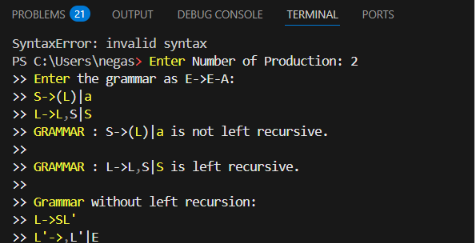 PROBLEMS 21 OUTPUT DEBUG CONSOLE TERMINAL PORTS
SyntaxError: invalid syntax
PS C:\Users\negas> Enter Number of Production: 2
>> Enter the grammar as E->E-A:
>> S->(L)|a
>> L->L,S|S
>> GRAMMAR : S->(L)|a is not left recursive.
>>
>> GRAMMAR : L->L,S|S is left recursive.
>>
>> Grammar without left recursion:
>> L->SL'
>> L'->,L'|E